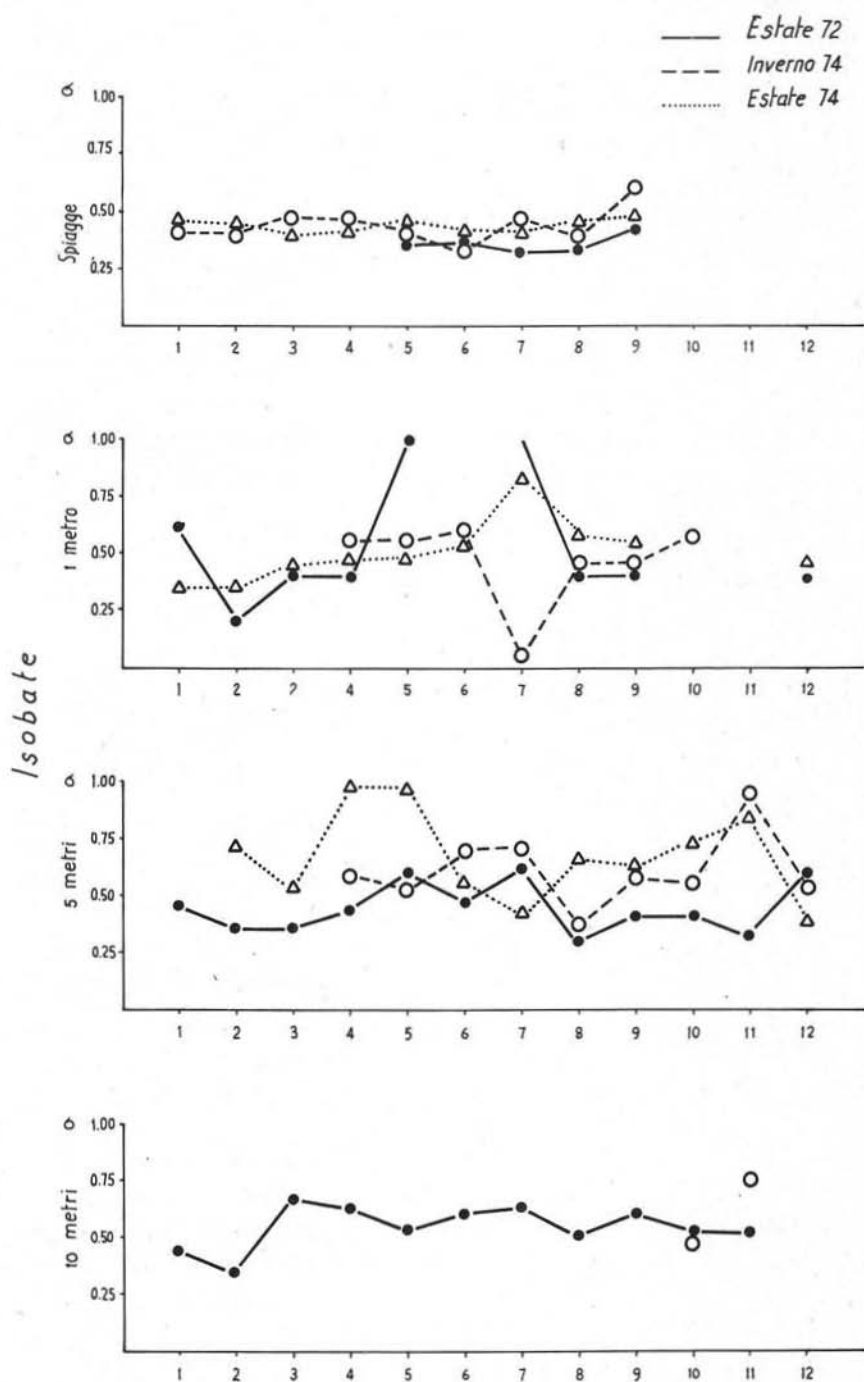 Estate 72
Inverno 74
Estate 74
Isobate
Spiagge
σ
1.00
0.75
0.50
0.25
1 2 3 4 5 6 7 8 9 10 11 12
1 metro
σ
1.00
0.75
0.50
0.25
1 2 ? 4 5 6 7 8 9 10 11 12
5 metri
σ
1.00
0.75
0.50
0.25
1 2 3 4 5 6 7 8 9 10 11 12
10 metri
σ
1.00
0.75
0.50
0.25
1 2 3 4 5 6 7 8 9 10 11 12